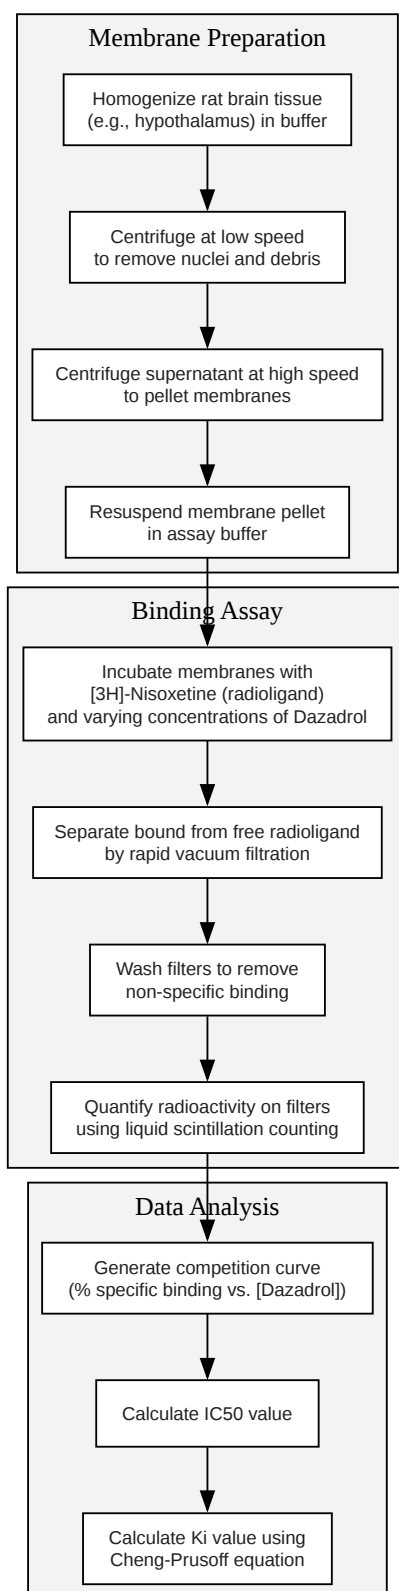 Membrane Preparation
Homogenize rat brain tissue
(e.g., hypothalamus) in buffer
Centrifuge at low speed
to remove nuclei and debris
Centrifuge supernatant at high speed
to pellet membranes
Resuspend membrane pellet
in assay buffer
Binding Assay
Incubate membranes with
[3H]-Nisoxetine (radioligand)
and varying concentrations of Dazadrol
Separate bound from free radioligand
by rapid vacuum filtration
Wash filters to remove
non-specific binding
Quantify radioactivity on filters
using liquid scintillation counting
Data Analysis
Generate competition curve
(% specific binding vs. [Dazadrol])
Calculate IC50 value
Calculate Ki value using
Cheng-Prusoff equation